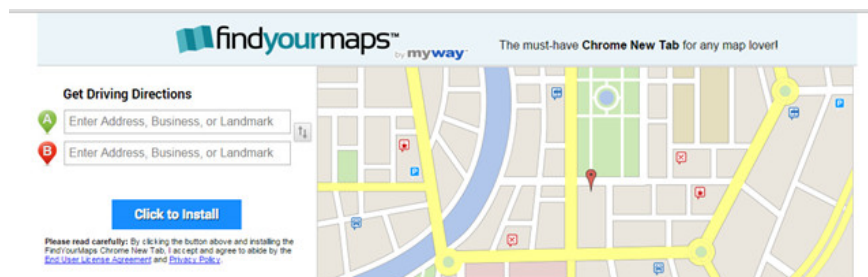 findyourmaps™
by myway™
The must-have Chrome New Tab for any map lover!
Get Driving Directions
A
Enter Address, Business, or Landmark
B
Enter Address, Business, or Landmark
Click to Install
Please read carefully: By clicking the button above and installing the
FindYourMaps Chrome New Tab, I accept and agree to abide by the
End User License Agreement and Privacy Policy.
P
P